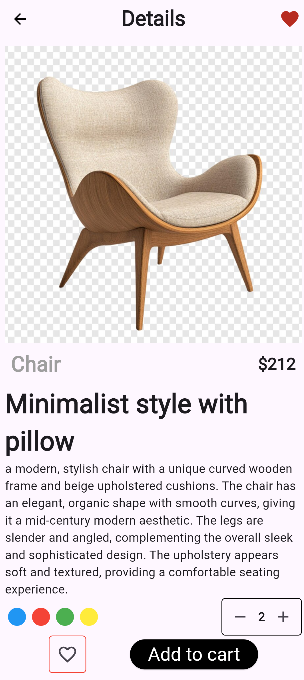 Details
Chair
$212
Minimalist style with
pillow
a modern, stylish chair with a unique curved wooden
frame and beige upholstered cushions. The chair has
an elegant, organic shape with smooth curves, giving
it a mid-century modern aesthetic. The legs are
slender and angled, complementing the overall sleek
and sophisticated design. The upholstery appears
soft and textured, providing a comfortable seating
experience.
2
Add to cart